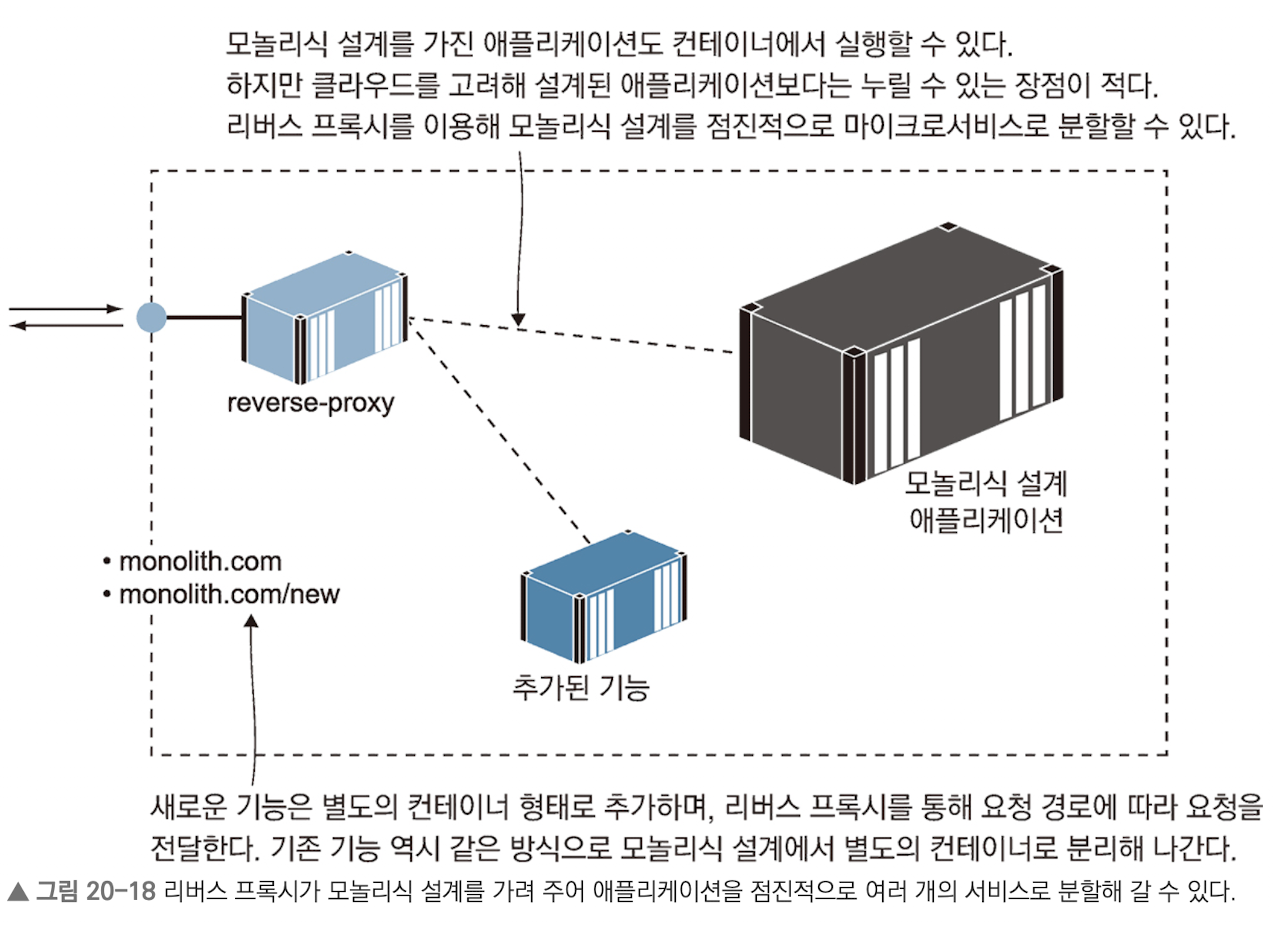 모놀리식 설계를 가진 애플리케이션도 컨테이너에서 실행할 수 있다.
하지만 클라우드를 고려해 설계된 애플리케이션보다는 누릴 수 있는 장점이 적다.
리버스 프록시를 이용해 모놀리식 설계를 점진적으로 마이크로서비스로 분할할 수 있다.
reverse-proxy
모놀리식 설계
애플리케이션
• monolith.com
• monolith.com/new
추가된 기능
새로운 기능은 별도의 컨테이너 형태로 추가하며, 리버스 프록시를 통해 요청 경로에 따라 요청을
전달한다. 기존 기능 역시 같은 방식으로 모놀리식 설계에서 별도의 컨테이너로 분리해 나간다.
▲ 그림 20-18 리버스 프록시가 모놀리식 설계를 가려 주어 애플리케이션을 점진적으로 여러 개의 서비스로 분할해 갈 수 있다.